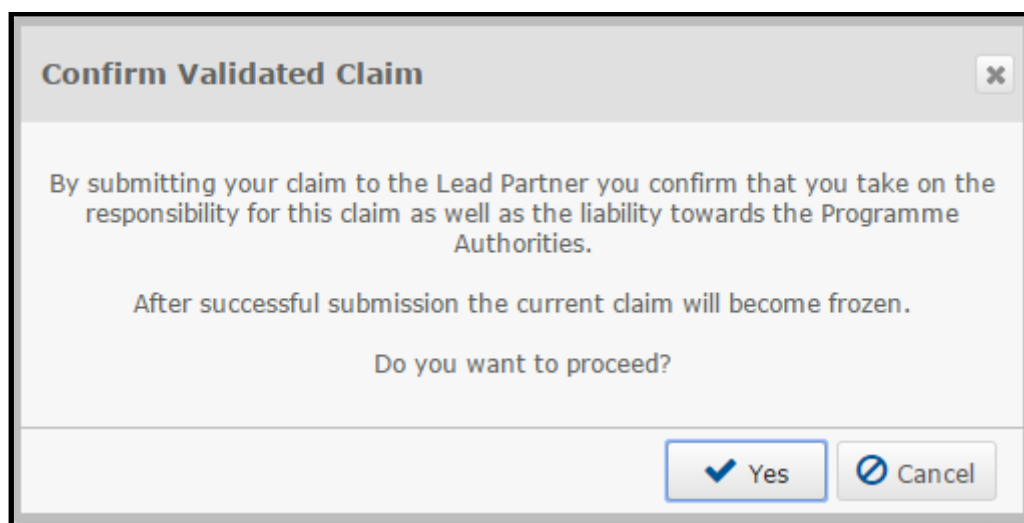 Confirm Validated Claim
By submitting your claim to the Lead Partner you confirm that you take on the
responsibility for this claim as well as the liability towards the Programme
Authorities.
After successful submission the current claim will become frozen.
Do you want to proceed?
Yes
Cancel